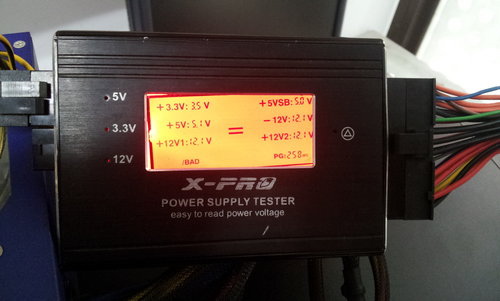 5V
3.3V
12V
+3.3V: 3.5 V
+5VSB: 5.0 V
+5V: 5.1 V
-12V: 12.1 V
+12V1: 12.1 V
+12V2: 12.1 V
/BAD
PG: 258ms
X-PRO
POWER SUPPLY TESTER
easy to read power voltage